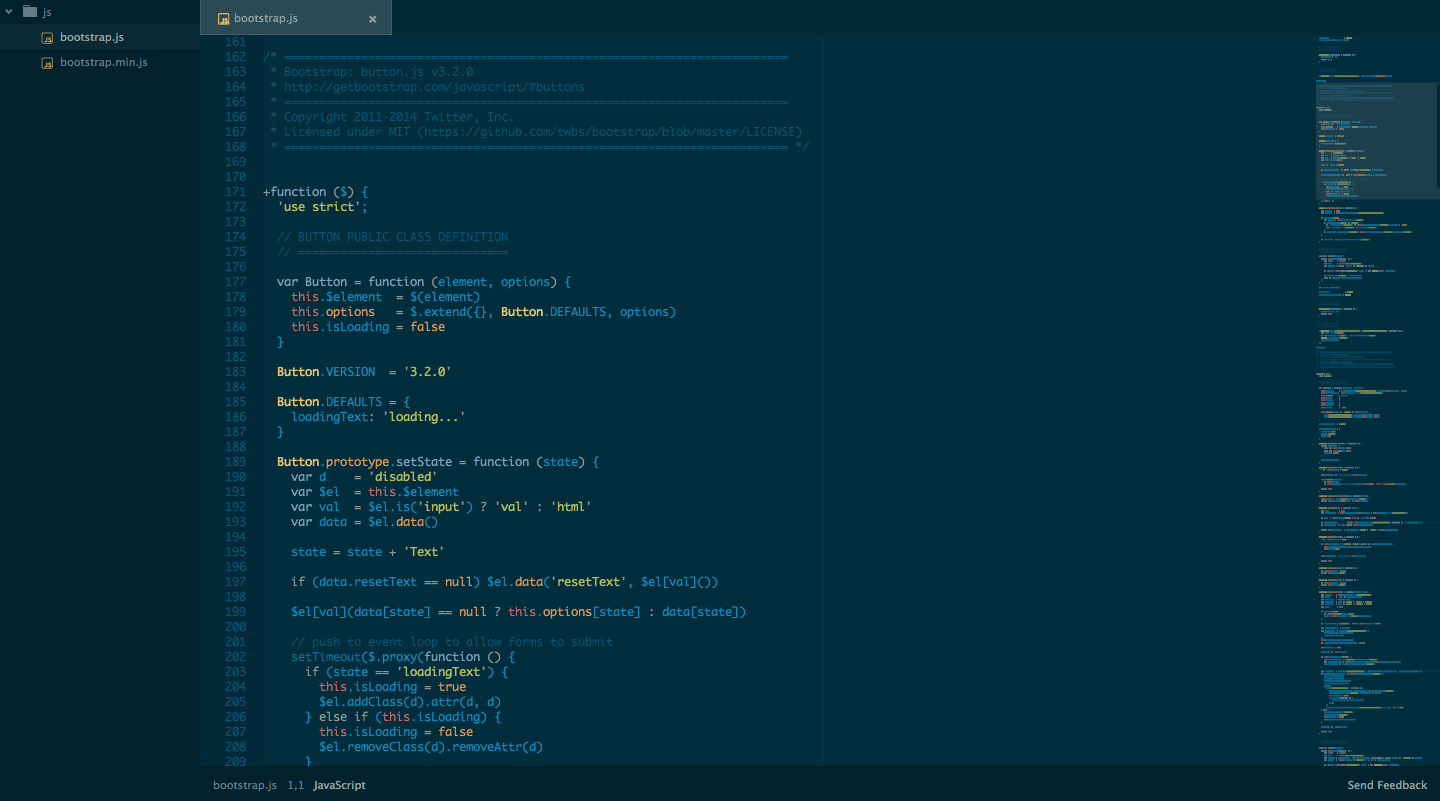 js
bootstrap.js
bootstrap.min.js
bootstrap.js ×
161
162 /* ========================================================================
163  * Bootstrap: button.js v3.2.0
164  * http://getbootstrap.com/javascript/#buttons
165  * ========================================================================
166  * Copyright 2011-2014 Twitter, Inc.
167  * Licensed under MIT (https://github.com/twbs/bootstrap/blob/master/LICENSE)
168  * ======================================================================== */
169
170
171 +function ($) {
172   'use strict';
173
174   // BUTTON PUBLIC CLASS DEFINITION
175   // ==============================
176
177   var Button = function (element, options) {
178     this.$element  = $(element)
179     this.options   = $.extend({}, Button.DEFAULTS, options)
180     this.isLoading = false
181   }
182
183   Button.VERSION  = '3.2.0'
184
185   Button.DEFAULTS = {
186     loadingText: 'loading...'
187   }
188
189   Button.prototype.setState = function (state) {
190     var d    = 'disabled'
191     var $el  = this.$element
192     var val  = $el.is('input') ? 'val' : 'html'
193     var data = $el.data()
194
195     state = state + 'Text'
196
197     if (data.resetText == null) $el.data('resetText', $el[val]())
198
199     $el[val](data[state] == null ? this.options[state] : data[state])
200
201     // push to event loop to allow forms to submit
202     setTimeout($.proxy(function () {
203       if (state == 'loadingText') {
204         this.isLoading = true
205         $el.addClass(d).attr(d, d)
206       } else if (this.isLoading) {
207         this.isLoading = false
208         $el.removeClass(d).removeAttr(d)
209       }
bootstrap.js 1,1 JavaScript
Send Feedback